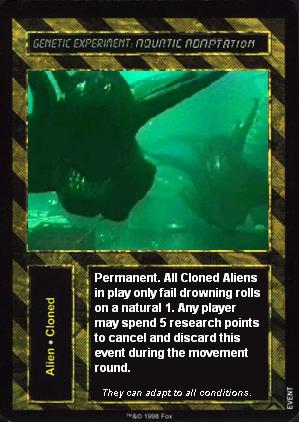 GENETIC EXPERIMENT: AQUATIC ADAPTATION
Alien • Cloned
Permanent. All Cloned Aliens
in play only fail drowning rolls
on a natural 1. Any player
may spend 5 research points
to cancel and discard this
event during the movement
round.
They can adapt to all conditions.
EVENT
™&© 1998 Fox